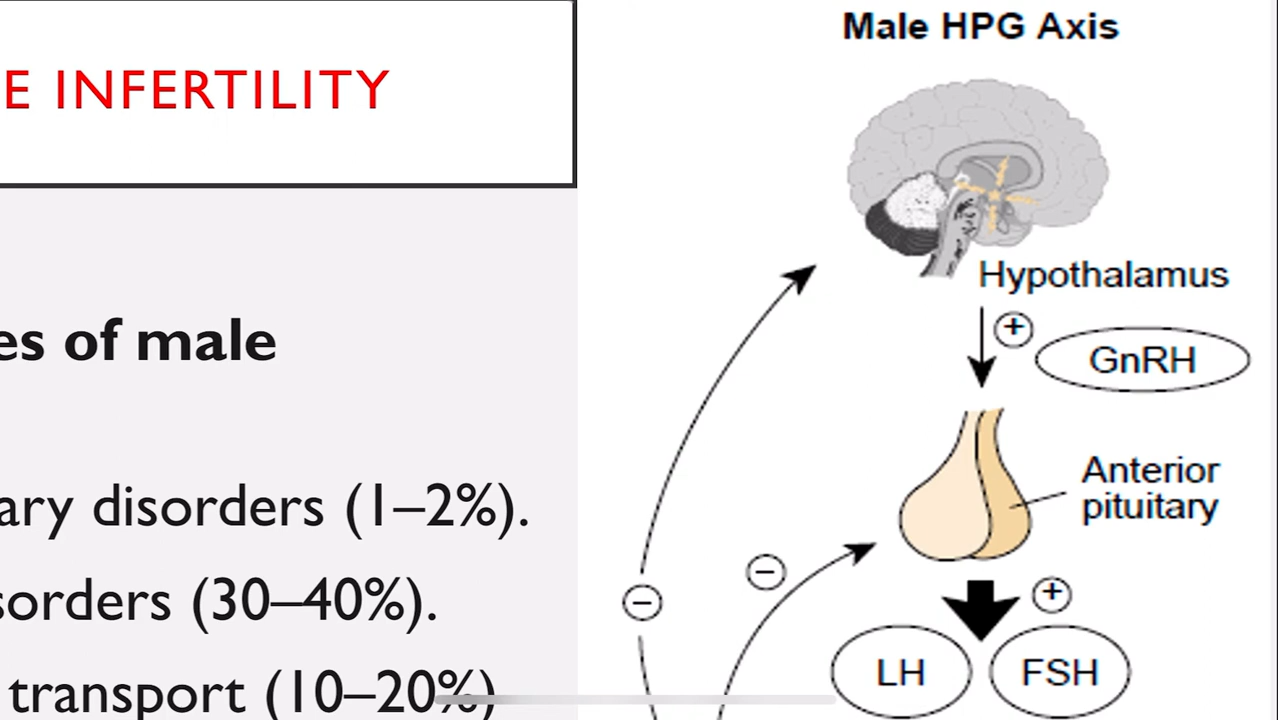 E INFERTILITY
es of male
ary disorders (1–2%).
sorders (30–40%).
transport (10–20%)
Male HPG Axis
Hypothalamus
+
GnRH
Anterior
pituitary
−
−
+
LH
FSH